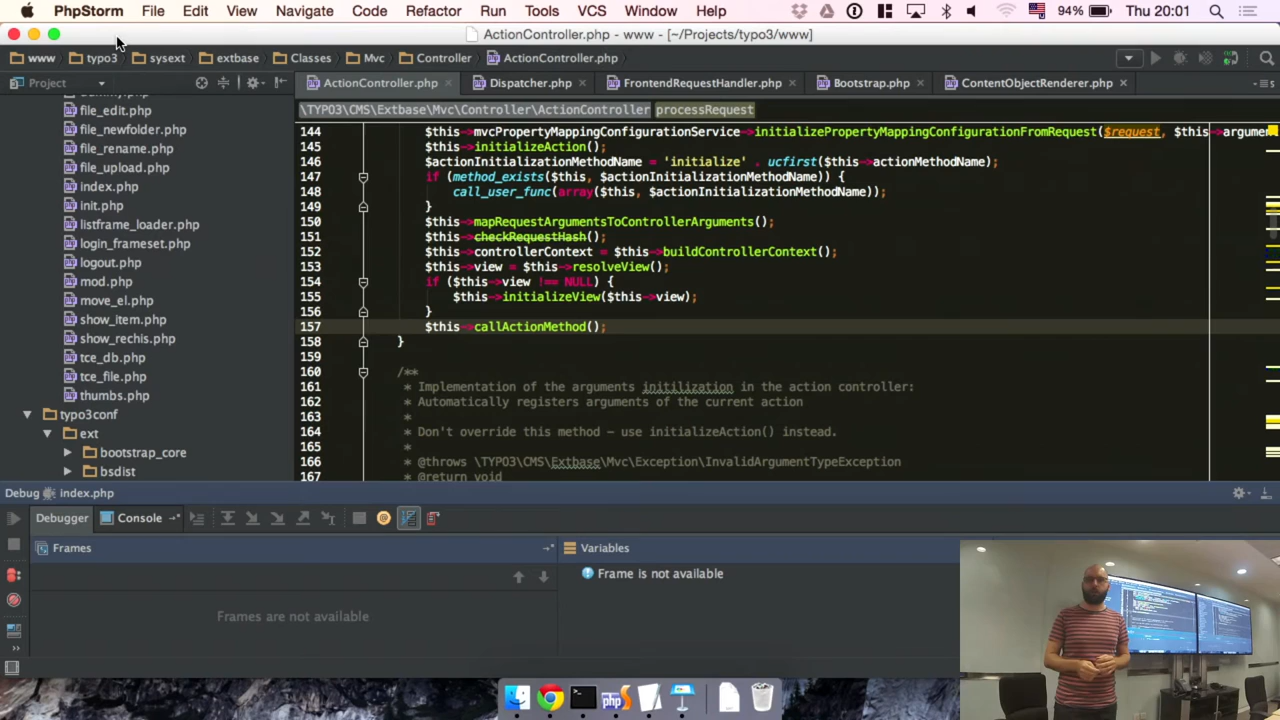 PhpStorm File Edit View Navigate Code Refactor Run Tools VCS Window Help 94% Thu 20:01
ActionController.php - www - [~/Projects/typo3/www]
www typo3 sysext extbase Classes Mvc Controller ActionController.php
Project ActionController.php Dispatcher.php FrontendRequestHandler.php Bootstrap.php ContentObjectRenderer.php
\TYPO3\CMS\Extbase\Mvc\Controller\ActionController processRequest
file_edit.php
file_newfolder.php
file_rename.php
file_upload.php
index.php
init.php
listframe_loader.php
login_frameset.php
logout.php
mod.php
move_el.php
show_item.php
show_rechis.php
tce_db.php
tce_file.php
thumbs.php
typo3conf
ext
bootstrap_core
bsdist
144 $this->mvcPropertyMappingConfigurationService->initializePropertyMappingConfigurationFromRequest($request, $this->argum
145 $this->initializeAction();
146 $actionInitializationMethodName = 'initialize' . ucfirst($this->actionMethodName);
147 if (method_exists($this, $actionInitializationMethodName)) {
148 call_user_func(array($this, $actionInitializationMethodName));
149 }
150 $this->mapRequestArgumentsToControllerArguments();
151 $this->checkRequestHash();
152 $this->controllerContext = $this->buildControllerContext();
153 $this->view = $this->resolveView();
154 if ($this->view !== NULL) {
155 $this->initializeView($this->view);
156 }
157 $this->callActionMethod();
158 }
159
160 /**
161 * Implementation of the arguments initilization in the action controller:
162 * Automatically registers arguments of the current action
163 *
164 * Don't override this method - use initializeAction() instead.
165 *
166 * @throws \TYPO3\CMS\Extbase\Mvc\Exception\InvalidArgumentTypeException
167 * @return void
Debug index.php
Debugger Console
Frames
Frames are not available
Variables
Frame is not available
php